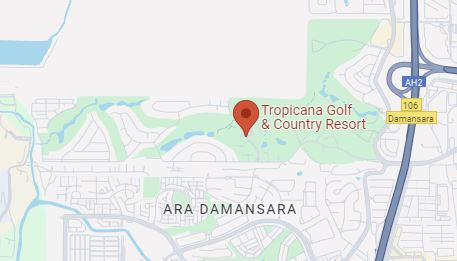 AH2
Tropicana Golf
& Country Resort
106
Damansara
ARA DAMANSARA